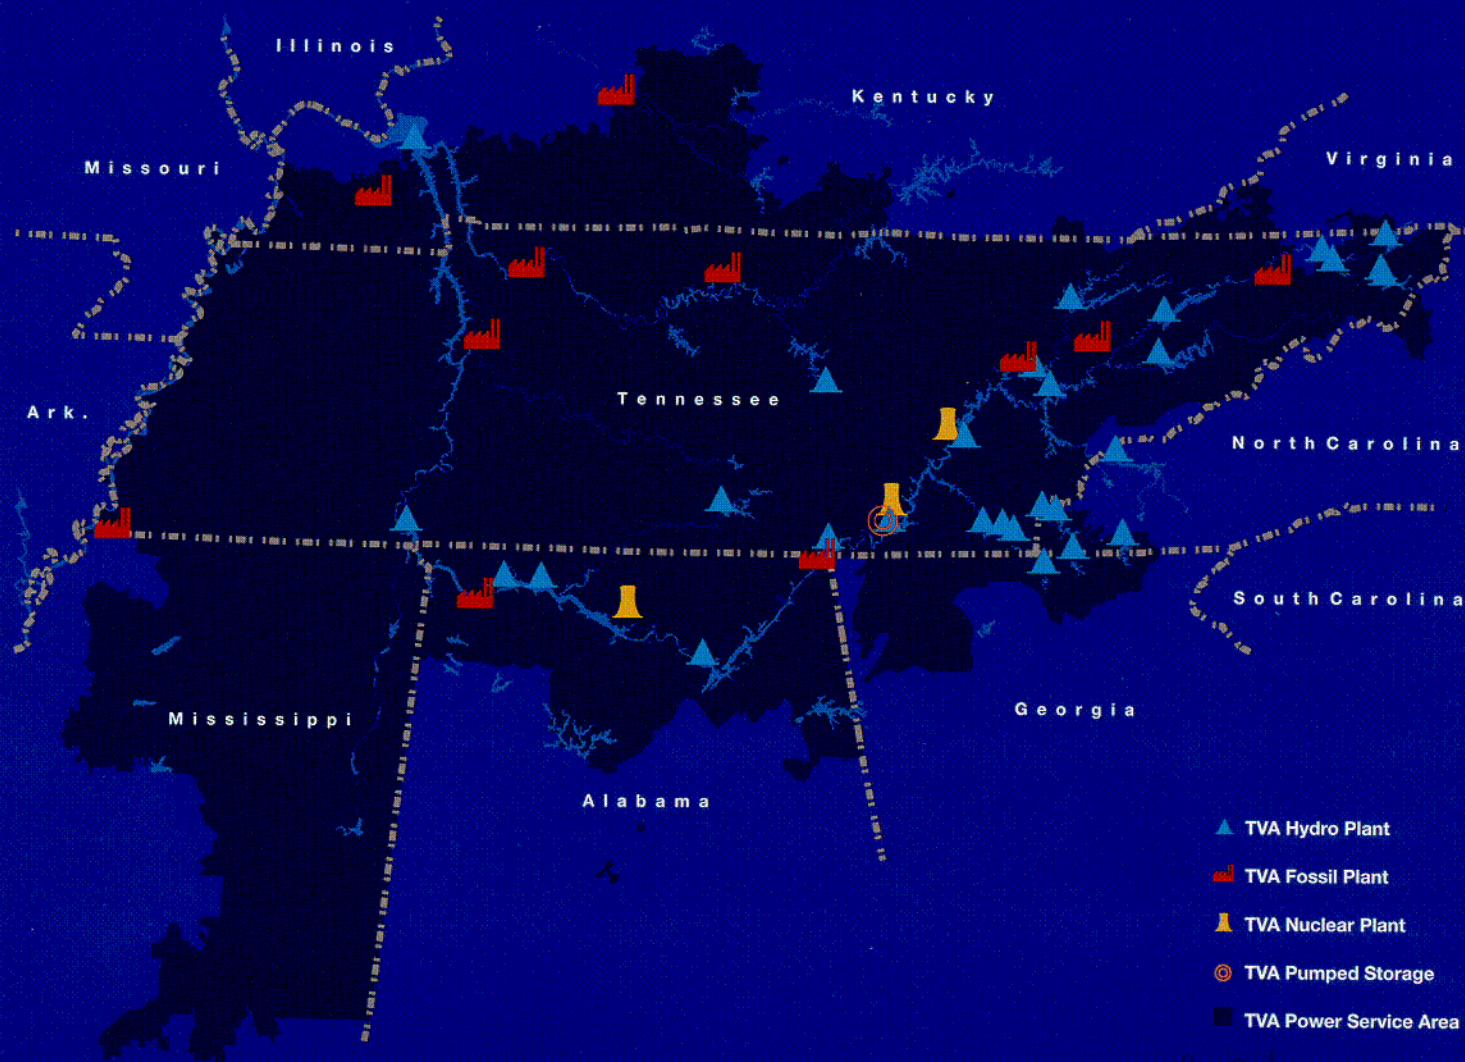 Illinois
Kentucky
Virginia
Missouri
Tennessee
Ark.
North Carolina
South Carolina
Georgia
Mississippi
Alabama
TVA Hydro Plant
TVA Fossil Plant
TVA Nuclear Plant
TVA Pumped Storage
TVA Power Service Area